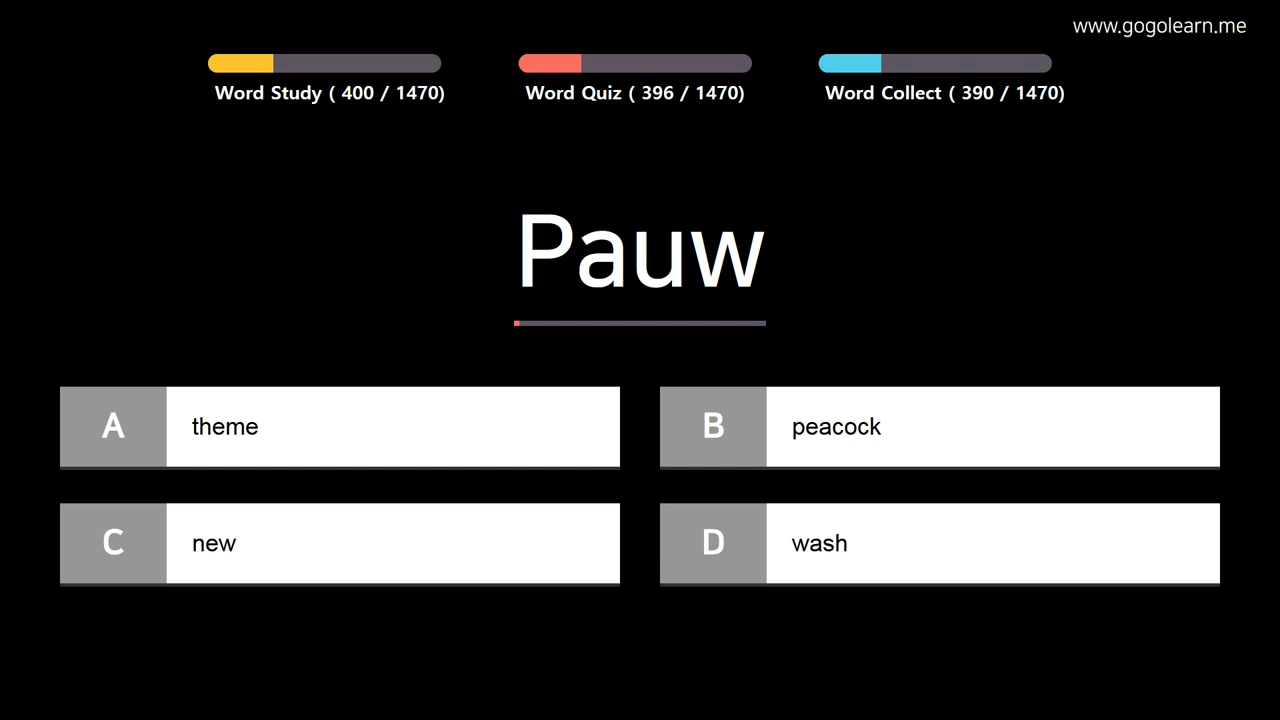 www.gogolearn.me
Word Study ( 400 / 1470)
Word Quiz ( 396 / 1470)
Word Collect ( 390 / 1470)
Pauw
A theme
B peacock
C new
D wash